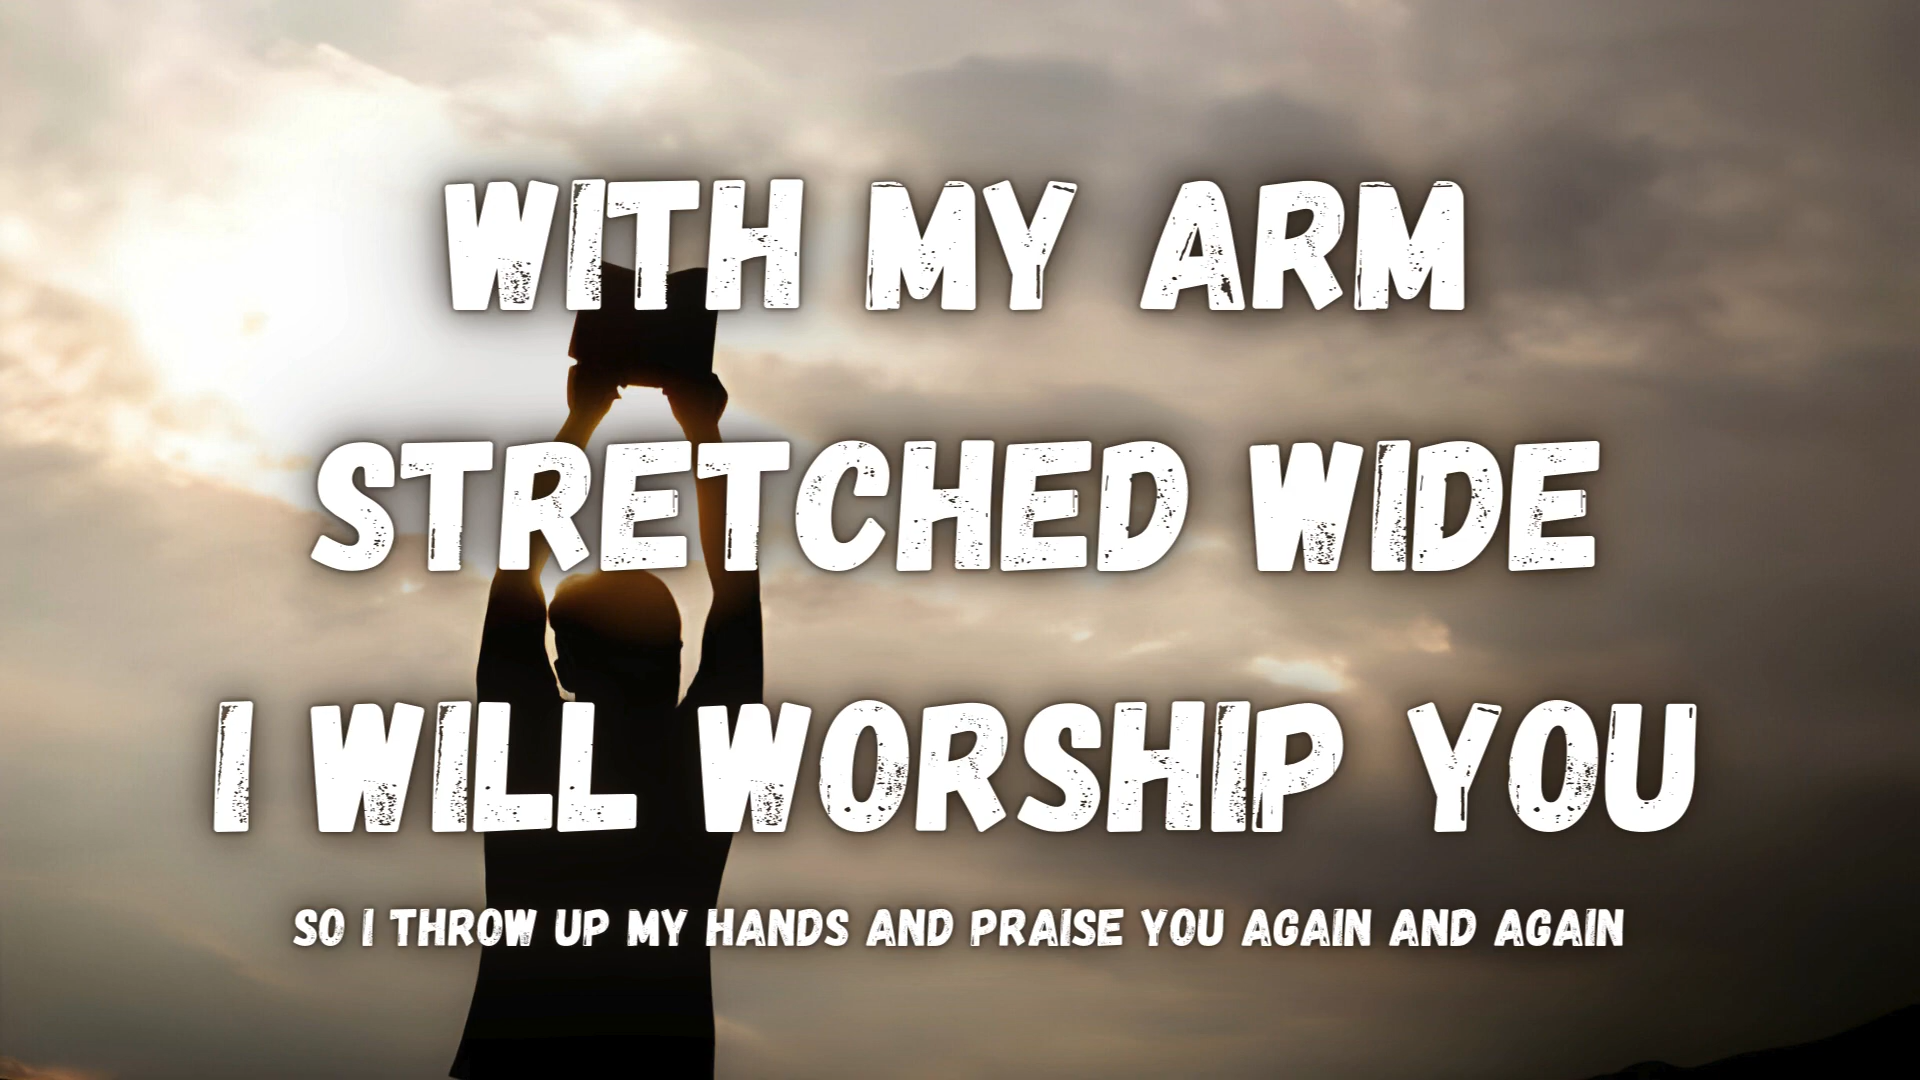 WITH MY ARM
STRETCHED WIDE
I WILL WORSHIP YOU
SO I THROW UP MY HANDS AND PRAISE YOU AGAIN AND AGAIN